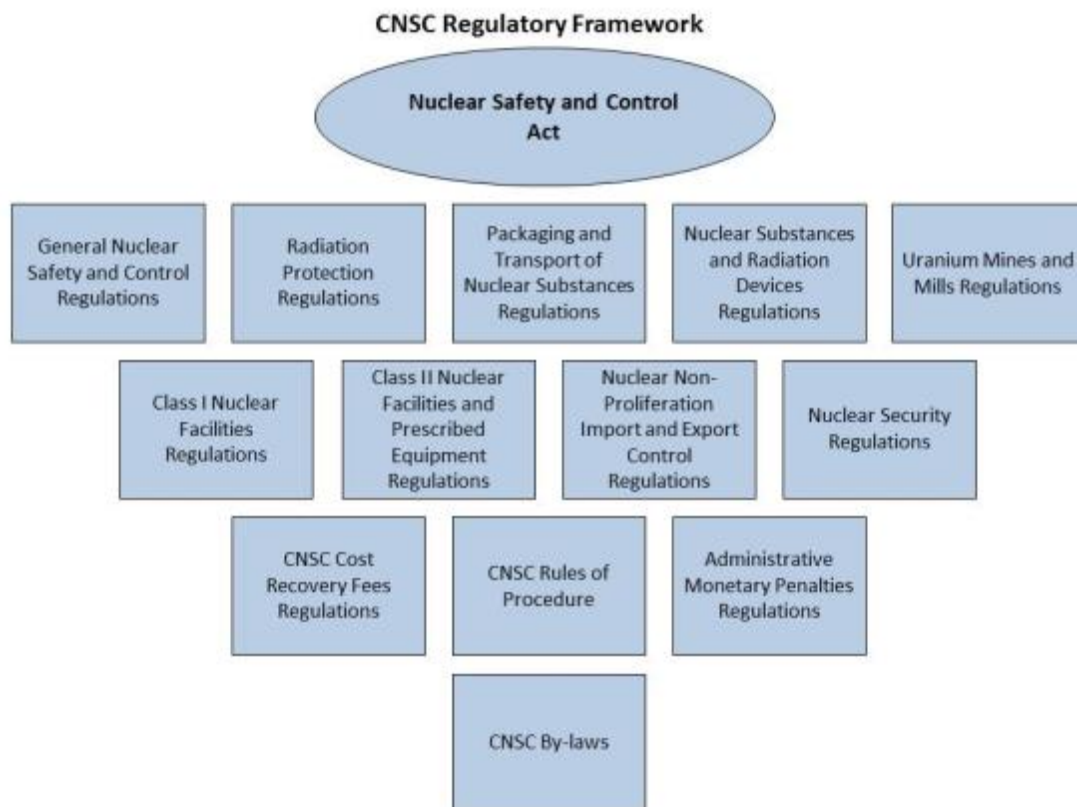 CNSC Regulatory Framework
Nuclear Safety and Control
Act
General Nuclear
Safety and Control
Regulations
Radiation
Protection
Regulations
Packaging and
Transport of
Nuclear Substances
Regulations
Nuclear Substances
and Radiation
Devices
Regulations
Uranium Mines and
Mills Regulations
Class I Nuclear
Facilities
Regulations
Class II Nuclear
Facilities and
Prescribed
Equipment
Regulations
Nuclear Non-
Proliferation
Import and Export
Control
Regulations
Nuclear Security
Regulations
CNSC Cost
Recovery Fees
Regulations
CNSC Rules of
Procedure
Administrative
Monetary Penalties
Regulations
CNSC By-laws